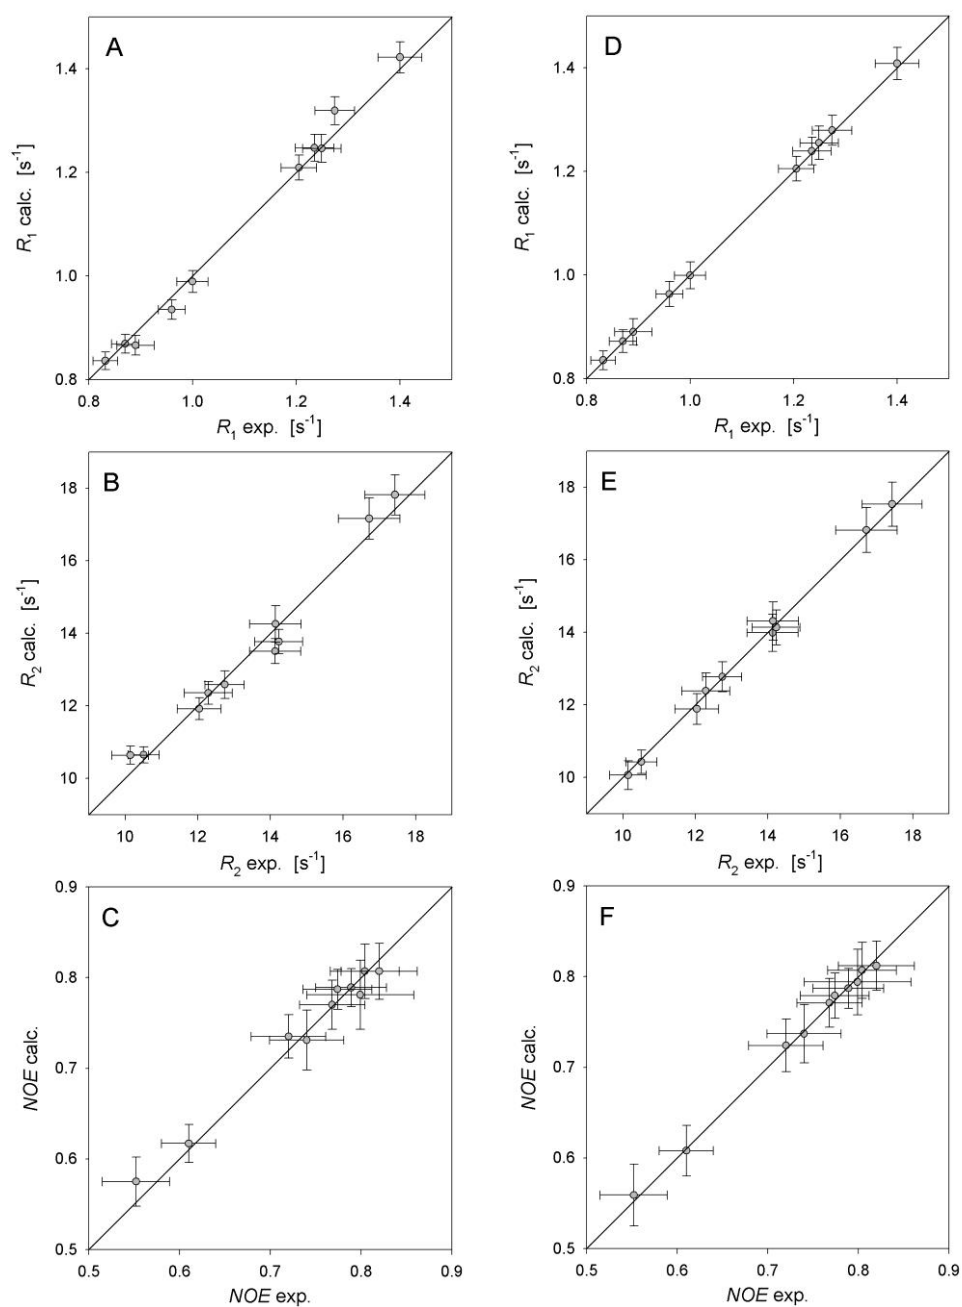 A
1.4
1.2
1.0
0.8
R1 calc. [s-1]
0.8 1.0 1.2 1.4
R1 exp. [s-1]
D
1.4
1.2
1.0
0.8
R1 calc. [s-1]
0.8 1.0 1.2 1.4
R1 exp. [s-1]
B
18
16
14
12
10
R2 calc. [s-1]
10 12 14 16 18
R2 exp. [s-1]
E
18
16
14
12
10
R2 calc. [s-1]
10 12 14 16 18
R2 exp. [s-1]
C
0.9
0.8
0.7
0.6
0.5
NOE calc.
0.5 0.6 0.7 0.8 0.9
NOE exp.
F
0.9
0.8
0.7
0.6
0.5
NOE calc.
0.5 0.6 0.7 0.8 0.9
NOE exp.